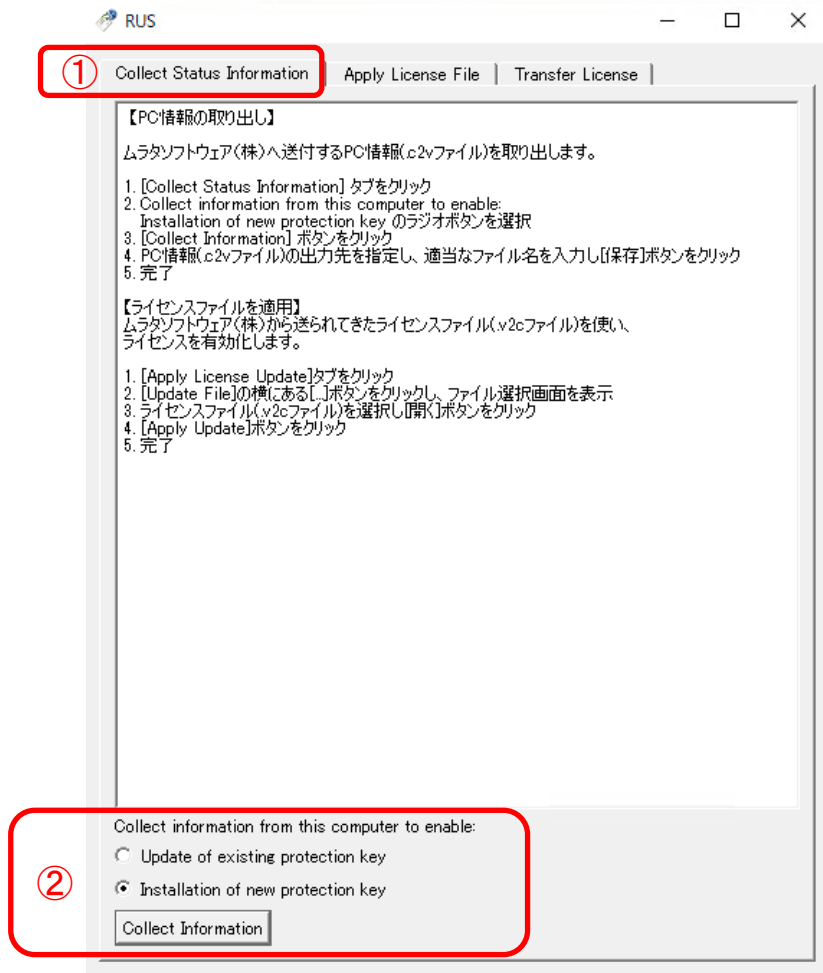 RUS
①
Collect Status Information | Apply License File | Transfer License |
【PC情報の取り出し】
ムラタソフトウェア(株)へ送付するPC情報(.c2vファイル)を取り出します。
1. [Collect Status Information] タブをクリック
2. Collect information from this computer to enable:
Installation of new protection key のラジオボタンを選択
3. [Collect Information] ボタンをクリック
4. PC情報(.c2vファイル)の出力先を指定し、適当なファイル名を入力し[保存]ボタンをクリック
5. 完了
【ライセンスファイルを適用】
ムラタソフトウェア(株)から送られてきたライセンスファイル(.v2cファイル)を使い、
ライセンスを有効化します。
1. [Apply License Update]タブをクリック
2. [Update File]の横にある[...]ボタンをクリックし、ファイル選択画面を表示
3. ライセンスファイル(.v2cファイル)を選択し[開く]ボタンをクリック
4. [Apply Update]ボタンをクリック
5. 完了
②
Collect information from this computer to enable:
Update of existing protection key
Installation of new protection key
Collect Information